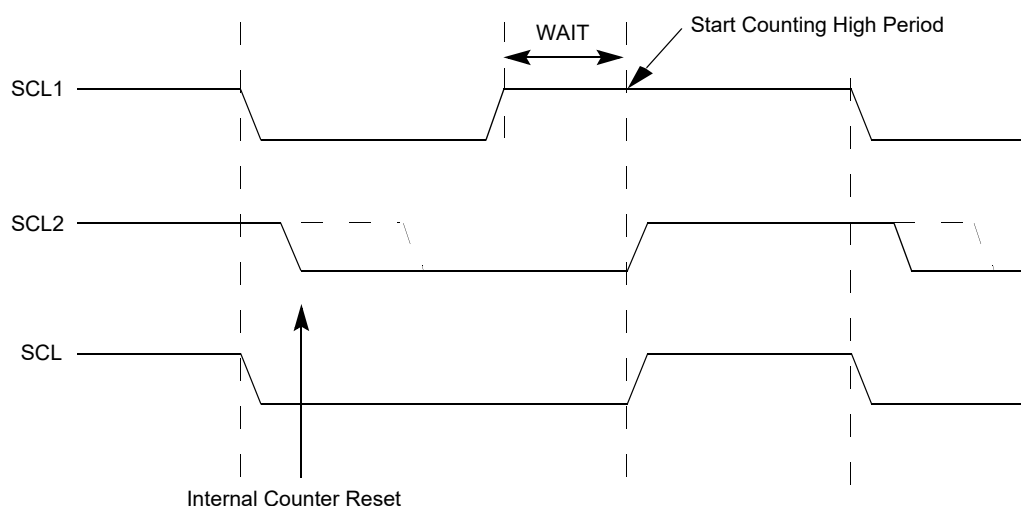 WAIT
Start Counting High Period
SCL1
SCL2
SCL
Internal Counter Reset